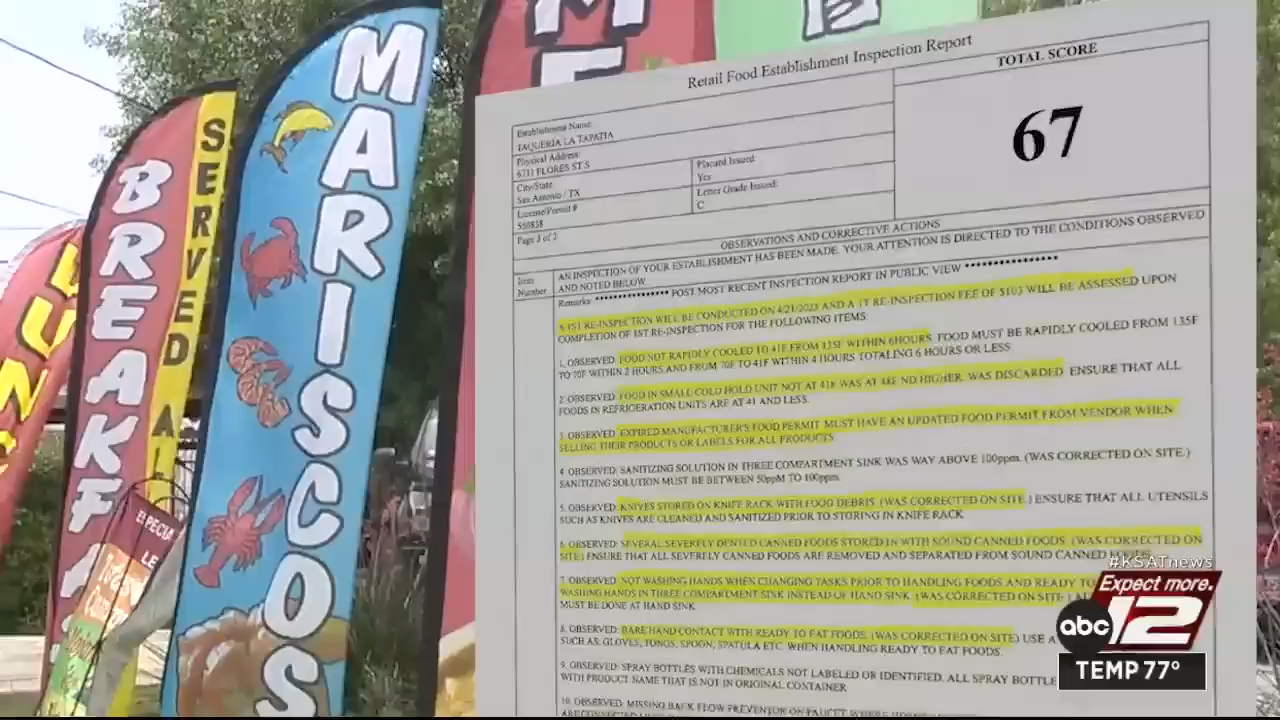 BREAKFA
SERVED AL
MARISCOS
ESPECIA
LE
Retail Food Establishment Inspection Report
Establishment Name:
TAQUERIA LA TAPATIA
Physical Address:
6711 FLORES ST S
City/State
San Antonio / TX
License/Permit #
550838
Page 3 of 2
Placard Issued:
Yes
Letter Grade Issued:
C
TOTAL SCORE
67
OBSERVATIONS AND CORRECTIVE ACTIONS
Item
Number
AN INSPECTION OF YOUR ESTABLISHMENT HAS BEEN MADE. YOUR ATTENTION IS DIRECTED TO THE CONDITIONS OBSERVED
AND NOTED BELOW
Remarks: *************** POST MOST RECENT INSPECTION REPORT IN PUBLIC VIEW ***************
1ST RE-INSPECTION WILL BE CONDUCTED ON 4/21/2023 AND A 1T RE-INSPECTION FEE OF $103 WILL BE ASSESSED UPON
COMPLETION OF 1ST RE-INSPECTION FOR THE FOLLOWING ITEMS
1. OBSERVED: FOOD NOT RAPIDLY COOLED TO 41F FROM 135F WITHIN 6HOURS. FOOD MUST BE RAPIDLY COOLED FROM 135F
TO 70F WITHIN 2 HOURS AND FROM 70F TO 41F WITHIN 4 HOURS TOTALING 6 HOURS OR LESS.
2. OBSERVED: FOOD IN SMALL COLD HOLD UNIT NOT AT 41F WAS AT 48F ND HIGHER. WAS DISCARDED. ENSURE THAT ALL
FOODS IN REFRIGERATION UNITS ARE AT 41 AND LESS.
3. OBSERVED: EXPIRED MANUFACTURER'S FOOD PERMIT. MUST HAVE AN UPDATED FOOD PERMIT FROM VENDOR WHEN
SELLING THEIR PRODUCTS OR LABELS FOR ALL PRODUCTS
4. OBSERVED: SANITIZING SOLUTION IN THREE COMPARTMENT SINK WAS WAY ABOVE 100ppm. (WAS CORRECTED ON SITE.)
SANITIZING SOLUTION MUST BE BETWEEN 50ppM TO 100ppm.
5. OBSERVED: KNIVES STORED ON KNIFE RACK WITH FOOD DEBRIS. (WAS CORRECTED ON SITE.) ENSURE THAT ALL UTENSILS
SUCH AS KNIVES ARE CLEANED AND SANITIZED PRIOR TO STORING IN KNIFE RACK.
6. OBSERVED: SEVERAL SEVERELY DENTED CANNED FOODS STORED IN WITH SOUND CANNED FOODS. (WAS CORRECTED ON
SITE) ENSURE THAT ALL SEVERELY CANNED FOODS ARE REMOVED AND SEPARATED FROM SOUND CANNED
7. OBSERVED: NOT WASHING HANDS WHEN CHANGING TASKS PRIOR TO HANDLING FOODS AND READY TO
WASHING HANDS IN THREE COMPARTMENT SINK INSTEAD OF HAND SINK. (WAS CORRECTED ON SITE.
MUST BE DONE AT HAND SINK.
8. OBSERVED: BARE HAND CONTACT WITH READY TO EAT FOODS. (WAS CORRECTED ON SITE) USE A
SUCH AS: GLOVES, TONGS, SPOON, SPATULA ETC. WHEN HANDLING READY TO EAT FOODS.
9. OBSERVED: SPRAY BOTTLES WITH CHEMICALS NOT LABELED OR IDENTIFIED. ALL SPRAY BOTTLE
WITH PRODUCT NAME THAT IS NOT IN ORIGINAL CONTAINER
10. OBSERVED: MISSING BACK FLOW PREVENTOR ON FAUCET WHERE
#KSATnews
Expect more.
abc 12
TEMP 77°